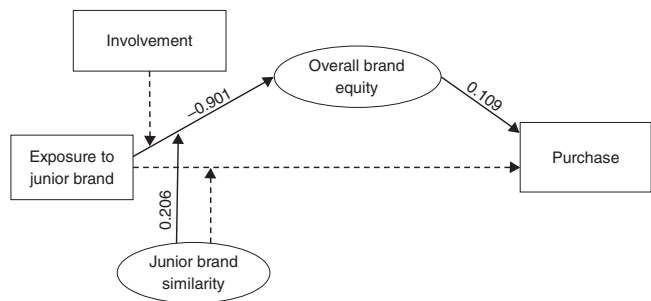 Involvement
Overall brand
equity
−0.901
0.109
Exposure to
junior brand
Purchase
0.206
Junior brand
similarity